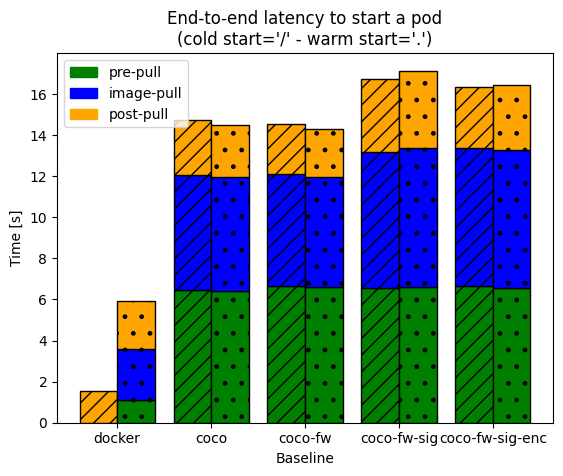 End-to-end latency to start a pod
(cold start='/' - warm start='.')
pre-pull
image-pull
post-pull
Time [s]
16
14
12
10
8
6
4
2
0
docker
coco
coco-fw
coco-fw-sig
coco-fw-sig-enc
Baseline